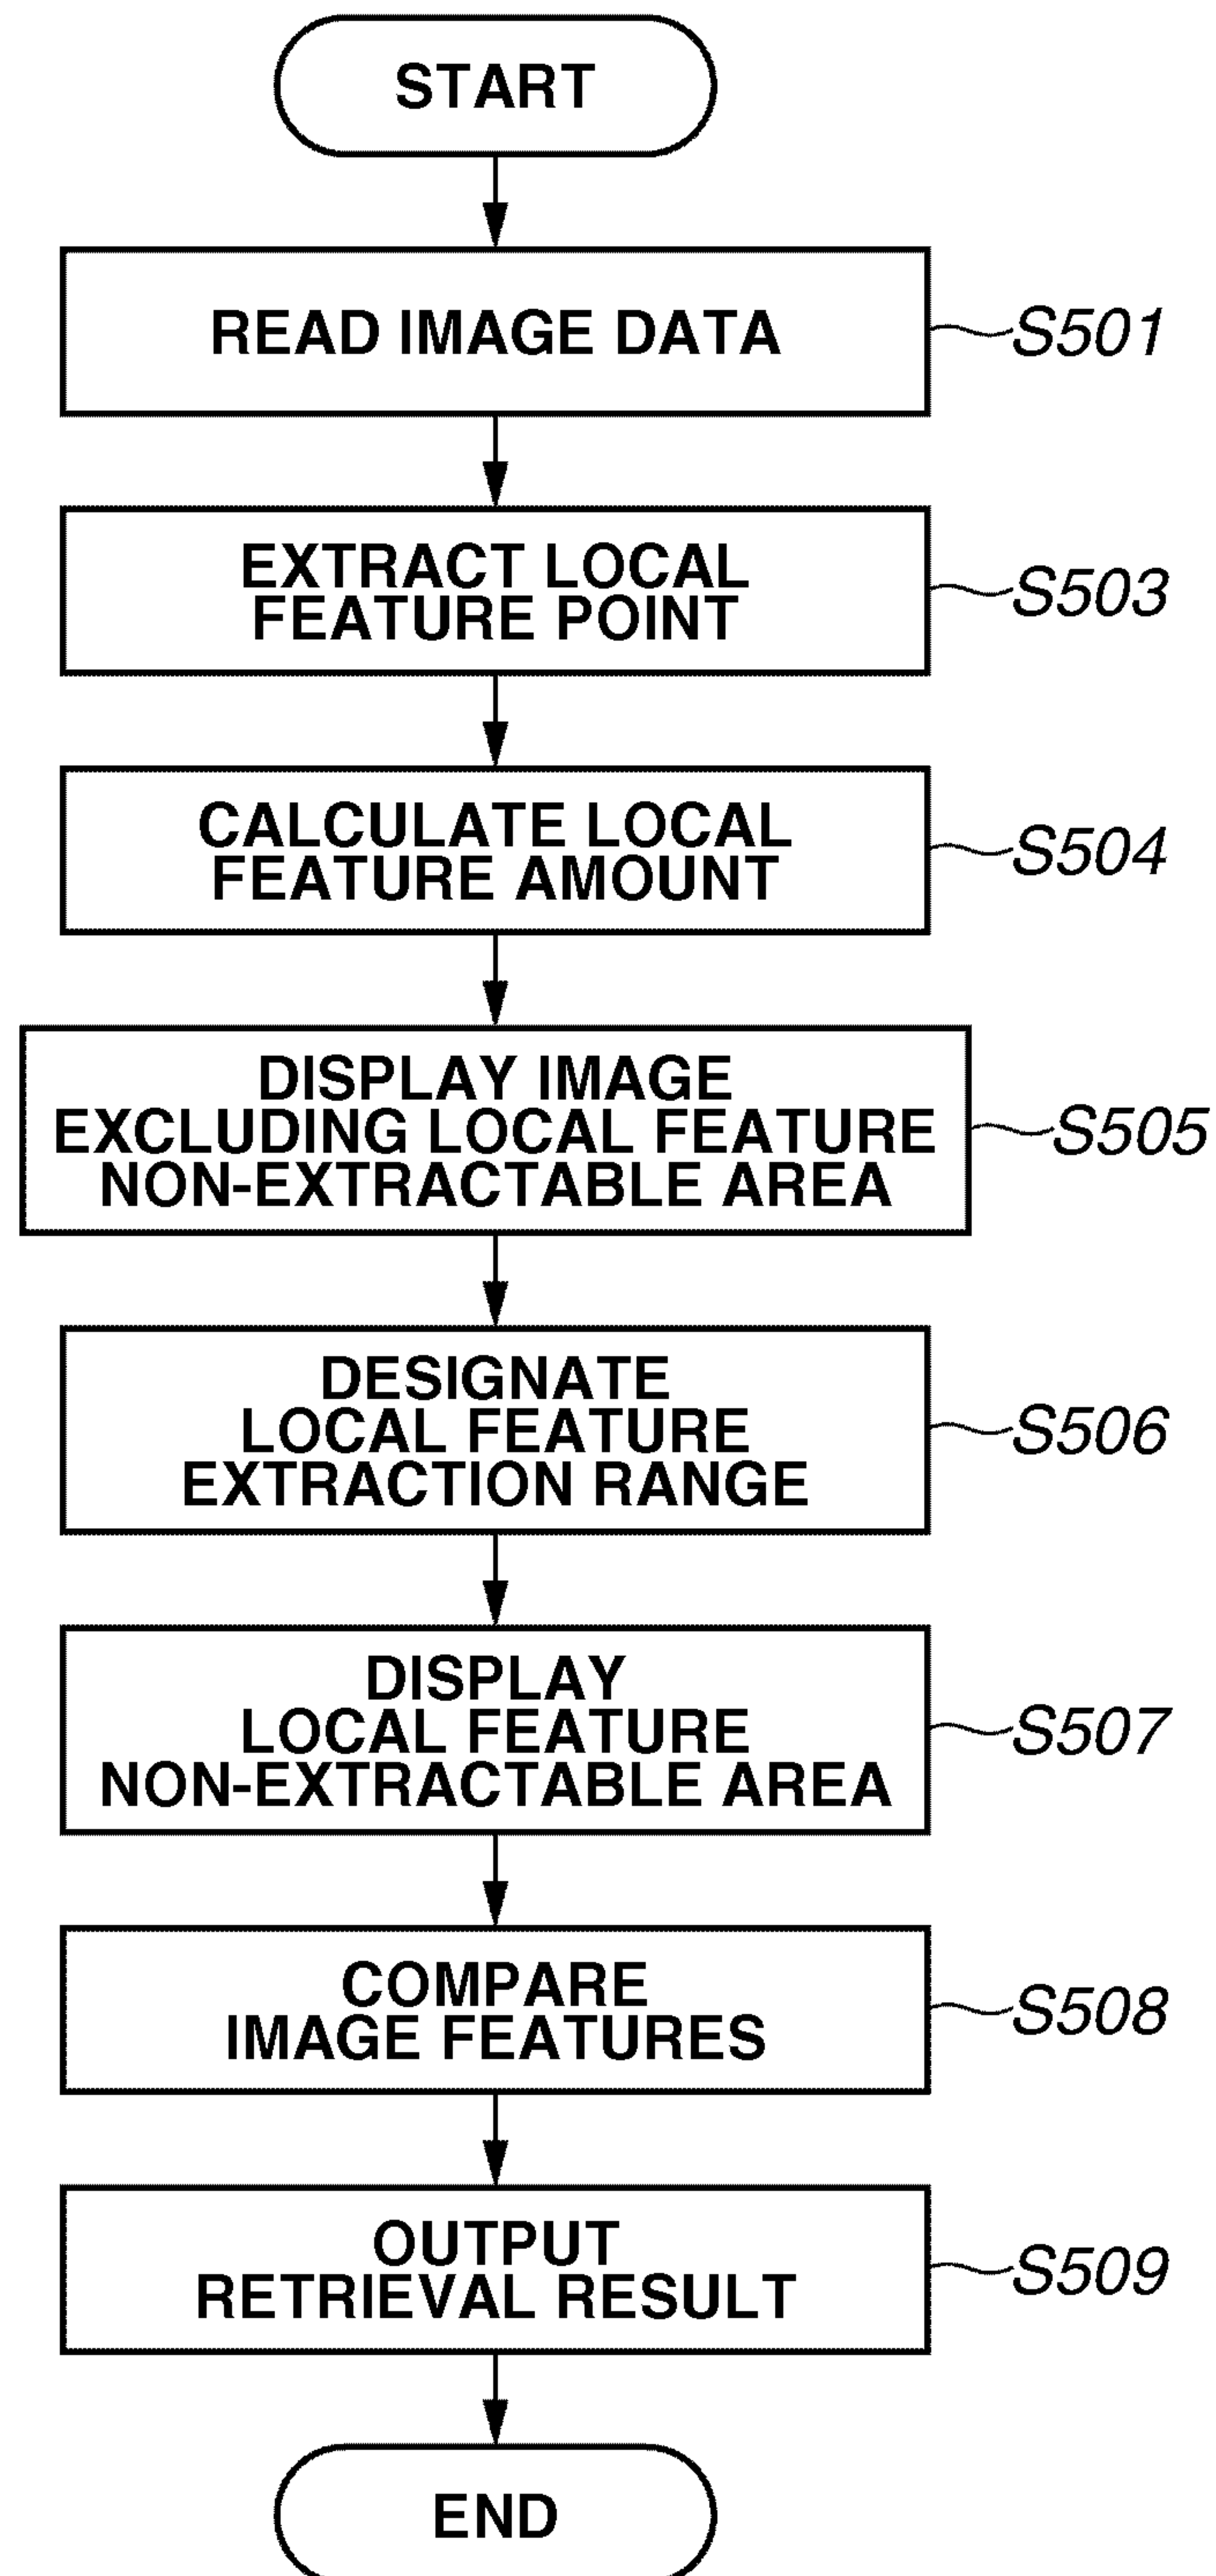 START
READ IMAGE DATA
S501
EXTRACT LOCAL
FEATURE POINT
S503
CALCULATE LOCAL
FEATURE AMOUNT
S504
DISPLAY IMAGE
EXCLUDING LOCAL FEATURE
NON-EXTRACTABLE AREA
S505
DESIGNATE
LOCAL FEATURE
EXTRACTION RANGE
S506
DISPLAY
LOCAL FEATURE
NON-EXTRACTABLE AREA
S507
COMPARE
IMAGE FEATURES
S508
OUTPUT
RETRIEVAL RESULT
S509
END